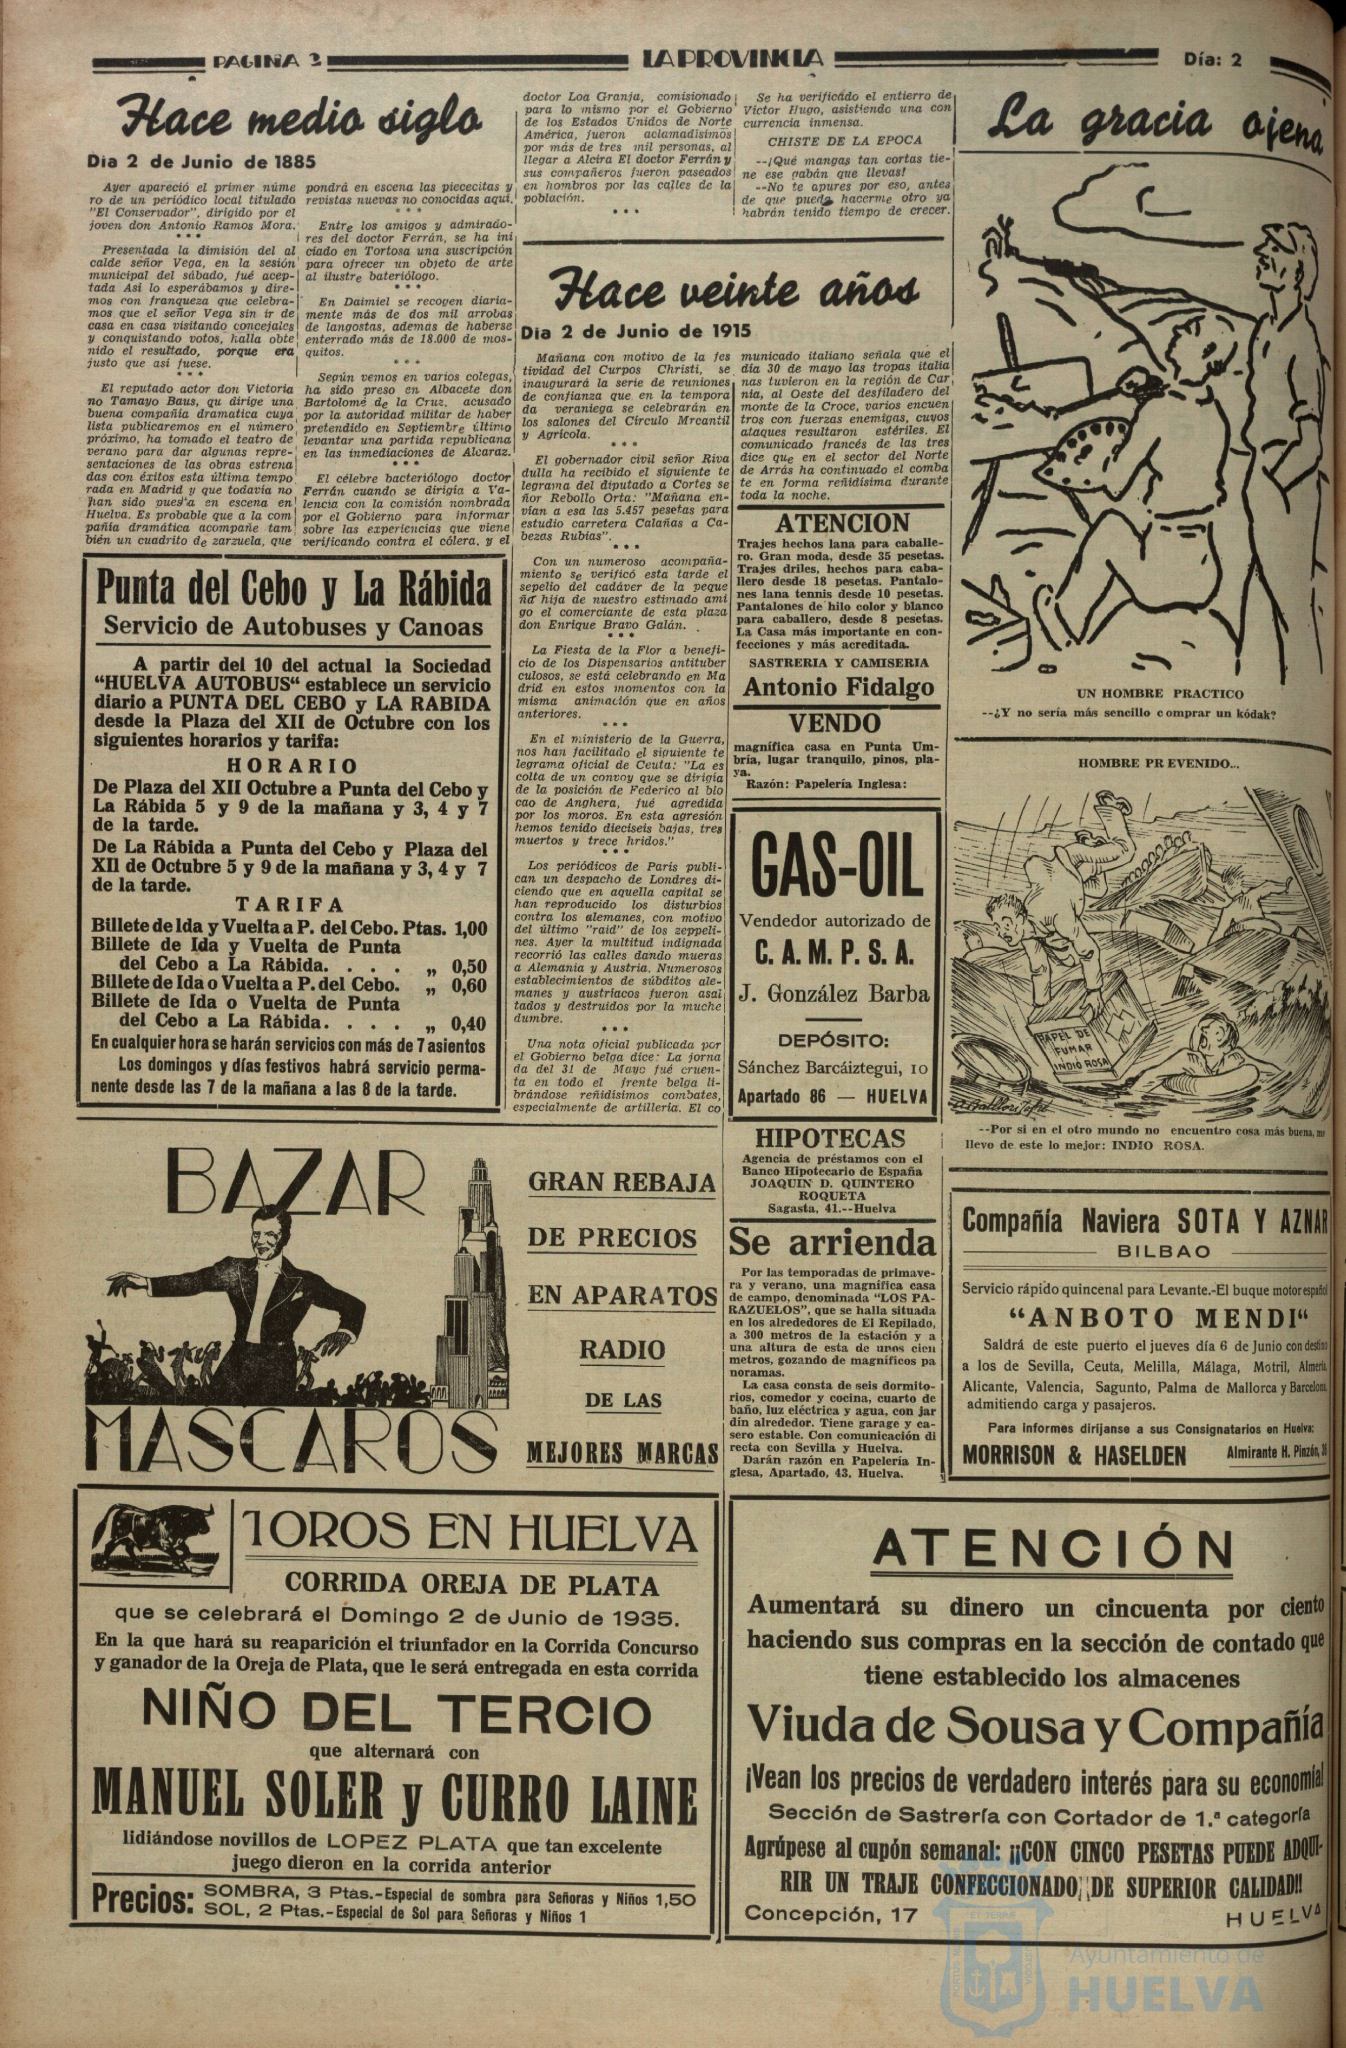 PAGINA 3
LA PROVINCIA
Día: 2
Hace medio siglo
Día 2 de Junio de 1885
Ayer apareció el primer núme
ro de un periódico local titulado
"El Conservador", dirigido por el
joven don Antonio Ramos Mora.
* * *
Presentada la dimisión del al
calde señor Vega, en la sesión
municipal del sábado, fué acep-
tada Asi lo esperábamos y dire-
mos con franqueza que celebra-
mos que el señor Vega sin ir de
casa en casa visitando concejales
y conquistando votos, halla obte
nido el resultado, porque era
justo que así fuese.
* * *
El reputado actor don Victoria
no Tamayo Baus, qu dirige una
buena compañia dramatica cuya
lista publicaremos en el número
próximo, ha tomado el teatro de
verano para dar algunas repre-
sentaciones de las obras estrena
das con éxitos esta última tempo
rada en Madrid y que todavía no
han sido puesta en escena en
Huelva. Es probable que a la com
pañía dramática acompañe tam
bién un cuadrito de zarzuela, que
pondrá en escena las piececitas y
revistas nuevas no conocidas aquí.
* * *
Entre los amigos y admirado-
res del doctor Ferrán, se ha ini
ciado en Tortosa una suscripción
para ofrecer un objeto de arte
al ilustre bateriólogo.
* * *
En Daimiel se recogen diaria-
mente más de dos mil arrobas
de langostas, ademas de haberse
enterrado más de 18.000 de mos-
quitos.
* * *
Según vemos en varios colegas,
ha sido preso en Albacete don
Bartolomé de la Cruz, acusado
por la autoridad militar de haber
pretendido en Septiembre último
levantar una partida republicana
en las inmediaciones de Alcaraz.
* * *
El célebre bacteriólogo doctor
Ferrán cuando se dirigia a Va-
lencia con la comisión nombrada
por el Gobierno para informar
sobre las experiencias que viene
verificando contra el cólera, y el
doctor Loa Granja, comisionado
para lo mismo por el Gobierno
de los Estados Unidos de Norte
América, fueron aclamadísimos
por más de tres mil personas, al
llegar a Alcira El doctor Ferrán y
sus compañeros fueron paseados
en hombros por las calles de la
población.
* * *
Se ha verificado el entierro de
Victor Hugo, asistiendo una con
currencia inmensa.
CHISTE DE LA EPOCA
--¡Qué mangas tan cortas tie-
ne ese gabán que llevas!
--No te apures por eso, antes
de que pueda hacerme otro ya
habrán tenido tiempo de crecer.
Hace veinte años
Día 2 de Junio de 1915
Mañana con motivo de la fes
tividad del Curpos Christi, se
inaugurará la serie de reuniones
de confianza que en la tempora
da veraniega se celebrarán en
los salones del Círculo Mrcantil
y Agrícola.
* * *
El gobernador civil señor Riva
dulla ha recibido el siguiente te
legrama del diputado a Cortes se
ñor Rebollo Orta: "Mañana en-
vían a esa las 5.457 pesetas para
estudio carretera Calañas a Ca-
bezas Rubias".
* * *
Con un numeroso acompaña-
miento se verificó esta tarde el
sepelio del cadáver de la peque
ña hija de nuestro estimado ami
go el comerciante de esta plaza
don Enrique Bravo Galán.
* * *
La Fiesta de la Flor a benefi-
cio de los Dispensarios antituber
culosos, se está celebrando en Ma
drid en estos momentos con la
misma animación que en años
anteriores.
* * *
En el ministerio de la Guerra,
nos han facilitado el siguiente te
legrama oficial de Ceuta: "La es
colta de un convoy que se dirigía
de la posición de Federico al blo
cao de Anghera, fué agredida
por los moros. En esta agresión
hemos tenido dieciseis bajas, tres
muertos y trece hridos."
* * *
Los periódicos de París publi-
can un despacho de Londres di-
ciendo que en aquella capital se
han reproducido los disturbios
contra los alemanes, con motivo
del último "raid" de los zeppeli-
nes. Ayer la multitud indignada
recorrió las calles dando mueras
a Alemania y Austria. Numerosos
establecimientos de súbditos ale-
manes y austriacos fueron asal
tados y destruidos por la muche
dumbre.
* * *
Una nota oficial publicada por
el Gobierno belga dice: La jorna
da del 31 de Mayo fué cruen-
ta en todo el frente belga li-
brándose reñidísimos combates,
especialmente de artillería. El co
municado italiano señala que el
día 30 de mayo las tropas italia
nas tuvieron en la región de Car
nia, al Oeste del desfiladero del
monte de la Croce, varios encuen
tros con fuerzas enemigas, cuyos
ataques resultaron estériles. El
comunicado francés de las tres
dice que en el sector del Norte
de Arrás ha continuado el comba
te en forma reñidísima durante
toda la noche.
Punta del Cebo y La Rábida
Servicio de Autobuses y Canoas
A partir del 10 del actual la Sociedad
"HUELVA AUTOBUS" establece un servicio
diario a PUNTA DEL CEBO y LA RABIDA
desde la Plaza del XII de Octubre con los
siguientes horarios y tarifa:
HORARIO
De Plaza del XII Octubre a Punta del Cebo y
La Rábida 5 y 9 de la mañana y 3, 4 y 7
de la tarde.
De La Rábida a Punta del Cebo y Plaza del
XII de Octubre 5 y 9 de la mañana y 3, 4 y 7
de la tarde.
TARIFA
Billete de Ida y Vuelta a P. del Cebo. Ptas. 1,00
Billete de Ida y Vuelta de Punta
del Cebo a La Rábida. . . . „ 0,50
Billete de Ida o Vuelta a P. del Cebo. „ 0,60
Billete de Ida o Vuelta de Punta
del Cebo a La Rábida. . . . „ 0,40
En cualquier hora se harán servicios con más de 7 asientos
Los domingos y días festivos habrá servicio perma-
nente desde las 7 de la mañana a las 8 de la tarde.
ATENCION
Trajes hechos lana para caballe-
ro. Gran moda, desde 35 pesetas.
Trajes driles, hechos para caba-
llero desde 18 pesetas. Pantalo-
nes lana tennis desde 10 pesetas.
Pantalones de hilo color y blanco
para caballero, desde 8 pesetas.
La Casa más importante en con-
fecciones y más acreditada.
SASTRERIA Y CAMISERIA
Antonio Fidalgo
VENDO
magnífica casa en Punta Um-
bría, lugar tranquilo, pinos, pla-
ya.
Razón: Papelería Inglesa:
GAS-OIL
Vendedor autorizado de
C. A. M. P. S. A.
J. González Barba
DEPÓSITO:
Sánchez Barcáiztegui, 10
Apartado 86 — HUELVA
HIPOTECAS
Agencia de préstamos con el
Banco Hipotecario de España
JOAQUIN D. QUINTERO
ROQUETA
Sagasta, 41.--Huelva
Se arrienda
Por las temporadas de primave-
ra y verano, una magnífica casa
de campo, denominada "LOS PA-
RAZUELOS", que se halla situada
en los alrededores de El Repilado,
a 300 metros de la estación y a
una altura de esta de unos cien
metros, gozando de magníficos pa
noramas.
La casa consta de seis dormito-
rios, comedor y cocina, cuarto de
baño, luz eléctrica y agua, con jar
dín alrededor. Tiene garage y ca-
sero estable. Con comunicación di
recta con Sevilla y Huelva.
Darán razón en Papelería In-
glesa, Apartado, 43, Huelva.
La gracia ajena
UN HOMBRE PRACTICO
--¿Y no sería más sencillo comprar un kódak?
HOMBRE PREVENIDO...
PAPEL DE
FUMAR
INDIO ROSA
--Por si en el otro mundo no encuentro cosa más buena, me
llevo de este lo mejor: INDIO ROSA.
Compañía Naviera SOTA Y AZNAR
BILBAO
Servicio rápido quincenal para Levante.-El buque motor español
"ANBOTO MENDI"
Saldrá de este puerto el jueves día 6 de Junio con destino
a los de Sevilla, Ceuta, Melilla, Málaga, Motril, Almería,
Alicante, Valencia, Sagunto, Palma de Mallorca y Barcelona,
admitiendo carga y pasajeros.
Para informes diríjanse a sus Consignatarios en Huelva:
MORRISON & HASELDEN Almirante H. Pinzón,
BAZAR
MASCAROS
GRAN REBAJA
DE PRECIOS
EN APARATOS
RADIO
DE LAS
MEJORES MARCAS
TOROS EN HUELVA
CORRIDA OREJA DE PLATA
que se celebrará el Domingo 2 de Junio de 1935.
En la que hará su reaparición el triunfador en la Corrida Concurso
y ganador de la Oreja de Plata, que le será entregada en esta corrida
NIÑO DEL TERCIO
que alternará con
MANUEL SOLER y CURRO LAINE
lidiándose novillos de LOPEZ PLATA que tan excelente
juego dieron en la corrida anterior
Precios: SOMBRA, 3 Ptas.-Especial de sombra para Señoras y Niños 1,50
SOL, 2 Ptas.-Especial de Sol para Señoras y Niños 1
ATENCIÓN
Aumentará su dinero un cincuenta por ciento
haciendo sus compras en la sección de contado que
tiene establecido los almacenes
Viuda de Sousa y Compañía
¡Vean los precios de verdadero interés para su economía!
Sección de Sastrería con Cortador de 1.ª categoría
Agrúpese al cupón semanal: ¡¡CON CINCO PESETAS PUEDE ADQUI-
RIR UN TRAJE CONFECCIONADO DE SUPERIOR CALIDAD!!
Concepción, 17 HUELVA
Ayuntamiento de
HUELVA